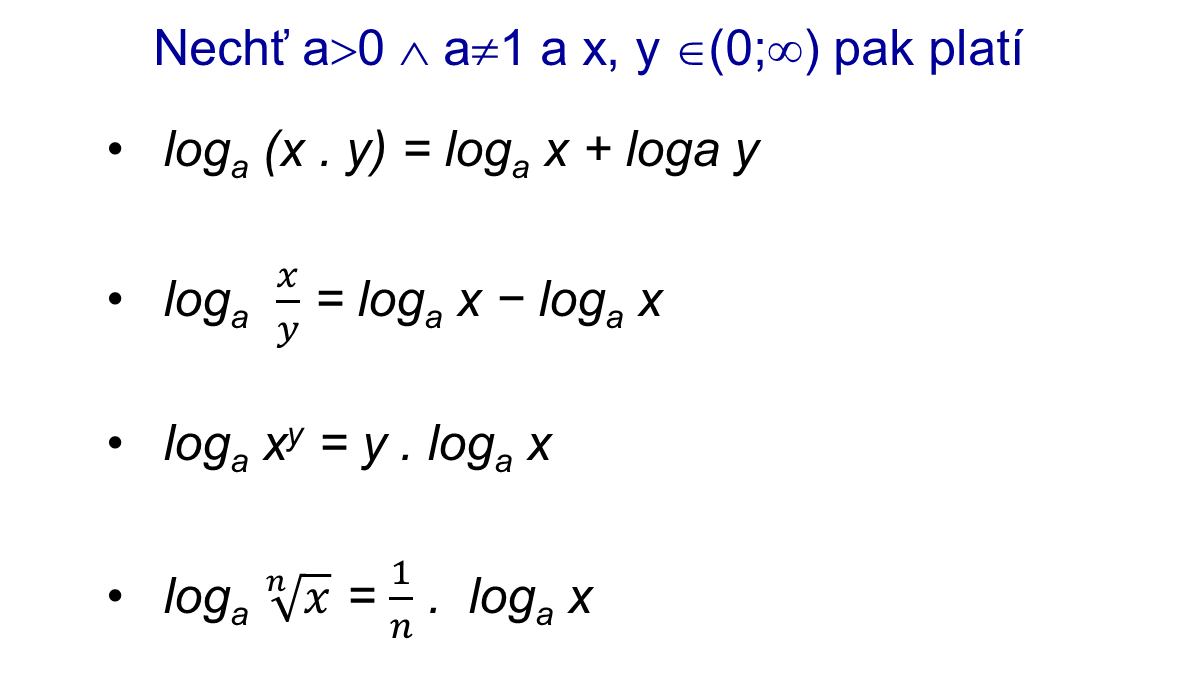 Nechť a>0 ∧ a≠1 a x, y ∈(0;∞) pak platí
• logₐ (x . y) = logₐ x + loga y
• logₐ x/y = logₐ x − logₐ x
• logₐ xʸ = y . logₐ x
• logₐ ⁿ√x = 1/n . logₐ x